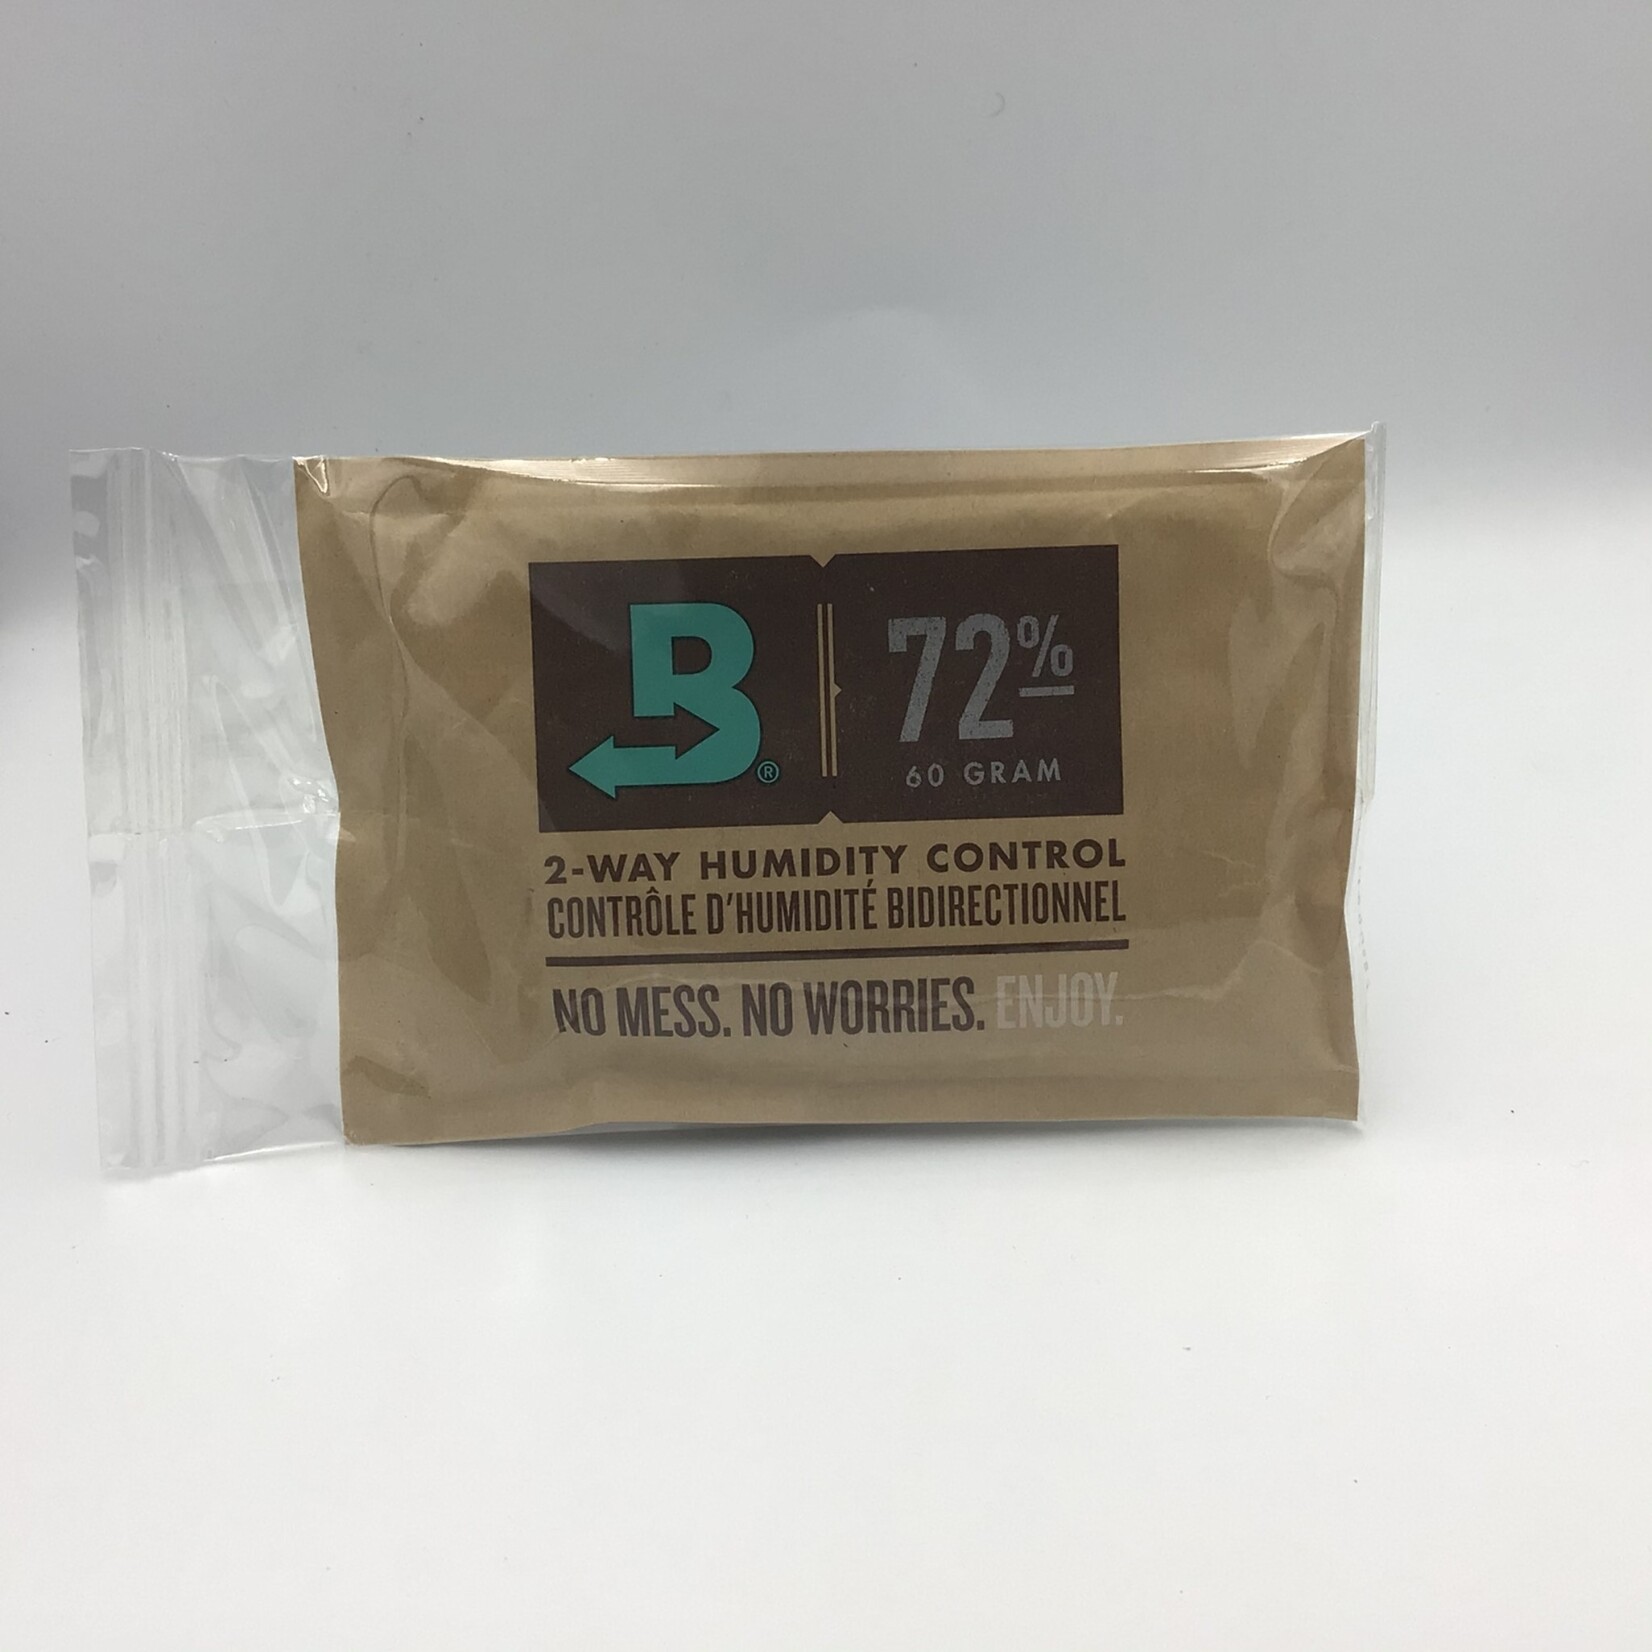 B®
72%
60 GRAM
2-WAY HUMIDITY CONTROL
CONTRÔLE D'HUMIDITÉ BIDIRECTIONNEL
NO MESS. NO WORRIES. ENJOY.